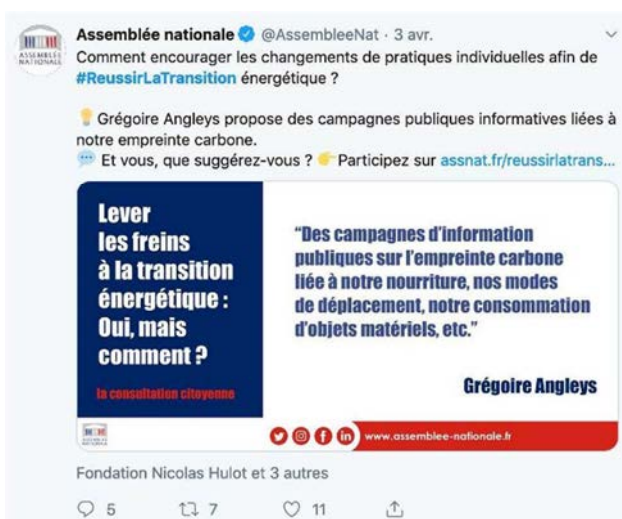 Assemblée nationale @AssembleeNat · 3 avr.
ASSEMBLÉE
NATIONALE
Comment encourager les changements de pratiques individuelles afin de
#ReussirLaTransition énergétique ?
💡 Grégoire Angleys propose des campagnes publiques informatives liées à
notre empreinte carbone.
💬 Et vous, que suggérez-vous ? 👉 Participez sur assnat.fr/reussirlatrans...
Lever
les freins
à la transition
énergétique :
Oui, mais
comment ?
la consultation citoyenne
“Des campagnes d’information
publiques sur l’empreinte carbone
liée à notre nourriture, nos modes
de déplacement, notre consommation
d’objets matériels, etc.”
Grégoire Angleys
www.assemblee-nationale.fr
Fondation Nicolas Hulot et 3 autres
5 7 11